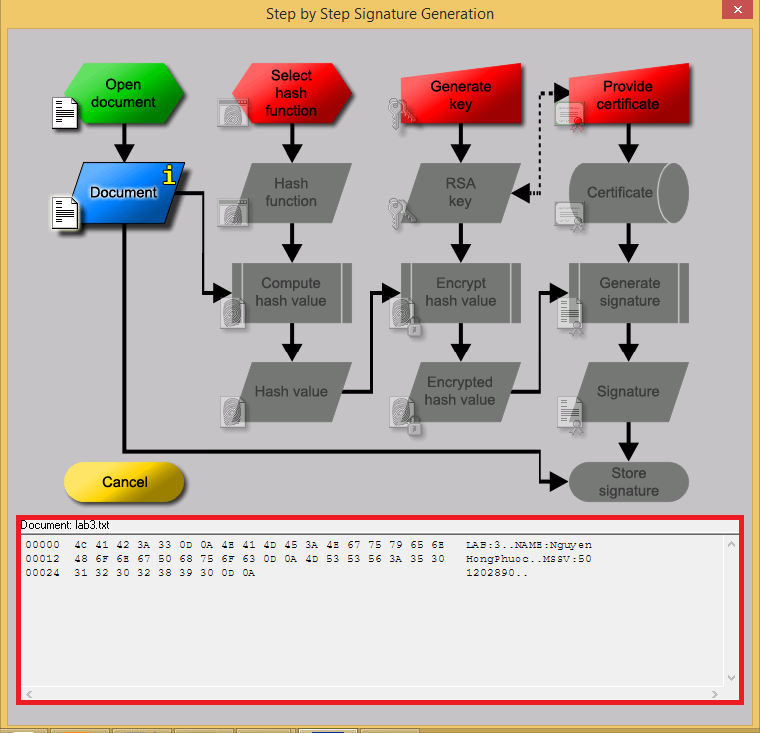 Step by Step Signature Generation
Open
document
Select
hash
function
Generate
key
Provide
certificate
Document
i
Hash
function
RSA
key
Certificate
Compute
hash value
Encrypt
hash value
Generate
signature
Hash value
Encrypted
hash value
Signature
Cancel
Store
signature
Document: lab3.txt
00000 4C 41 42 3A 33 0D 0A 4E 41 4D 45 3A 4E 67 75 79 65 6E LAB:3..NAME:Nguyen
00012 48 6F 6E 67 50 68 75 6F 63 0D 0A 4D 53 53 56 3A 35 30 HongPhuoc..MSSV:50
00024 31 32 30 32 38 39 30 0D 0A 1202890..